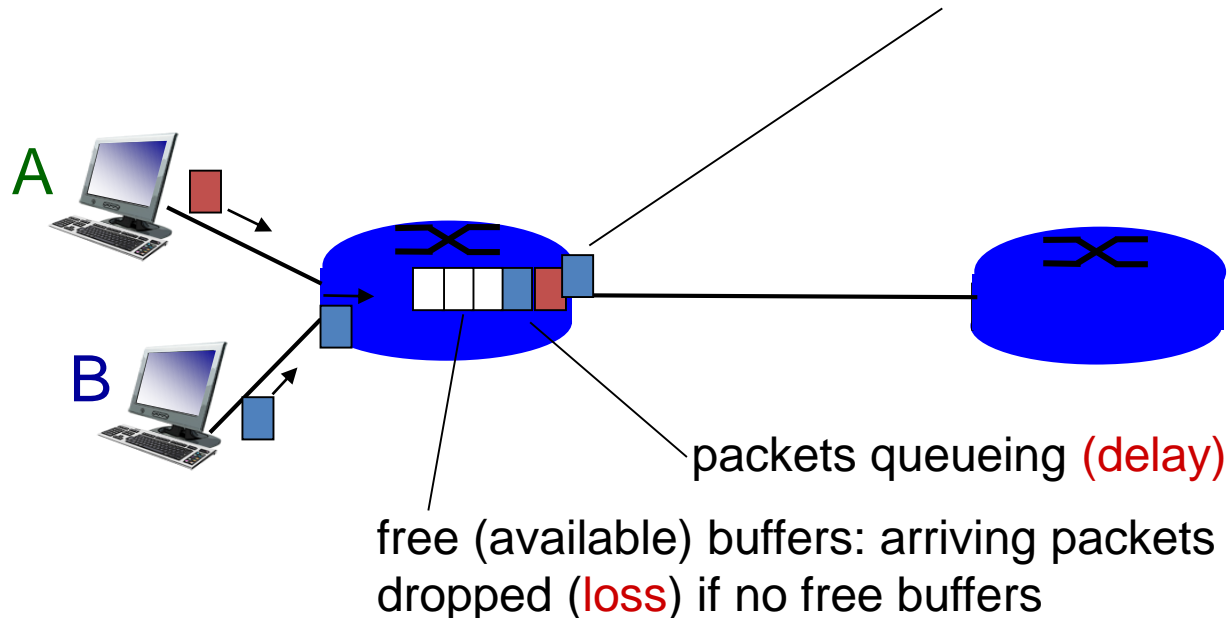 A
B
packets queueing (delay)
free (available) buffers: arriving packets
dropped (loss) if no free buffers